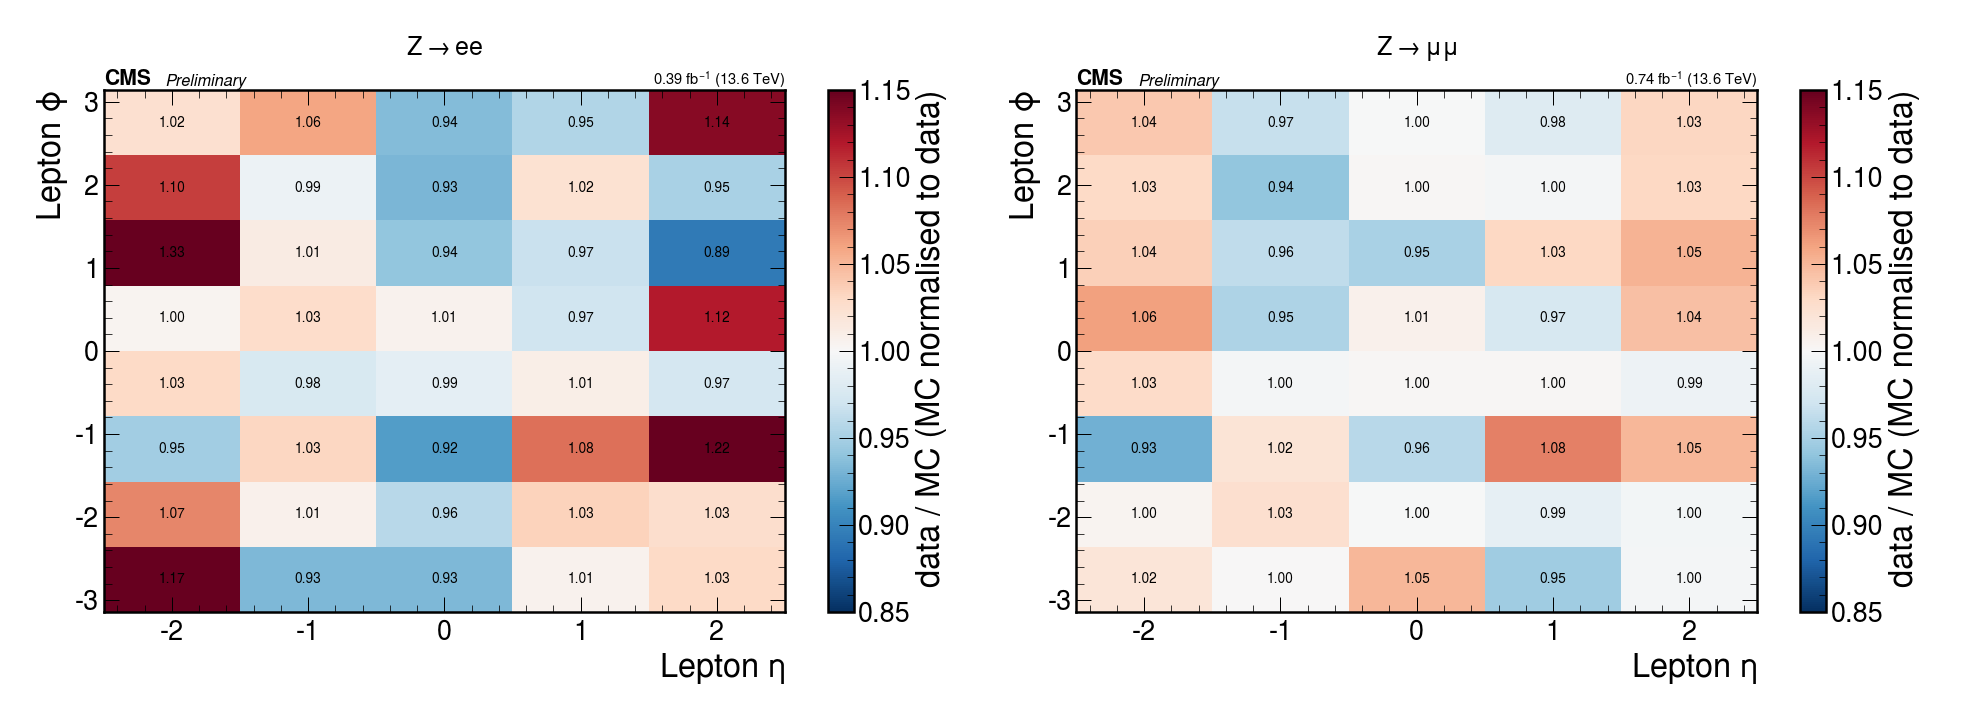 Z → ee
CMS Preliminary 0.39 fb⁻¹ (13.6 TeV)
Lepton ϕ
3
2
1
0
-1
-2
-3
1.02 1.06 0.94 0.95 1.14
1.10 0.99 0.93 1.02 0.95
1.33 1.01 0.94 0.97 0.89
1.00 1.03 1.01 0.97 1.12
1.03 0.98 0.99 1.01 0.97
0.95 1.03 0.92 1.08 1.22
1.07 1.01 0.96 1.03 1.03
1.17 0.93 0.93 1.01 1.03
-2 -1 0 1 2
Lepton η
1.15
1.10
1.05
1.00
0.95
0.90
0.85
data / MC (MC normalised to data)
Z → μμ
CMS Preliminary 0.74 fb⁻¹ (13.6 TeV)
Lepton ϕ
3
2
1
0
-1
-2
-3
1.04 0.97 1.00 0.98 1.03
1.03 0.94 1.00 1.00 1.03
1.04 0.96 0.95 1.03 1.05
1.06 0.95 1.01 0.97 1.04
1.03 1.00 1.00 1.00 0.99
0.93 1.02 0.96 1.08 1.05
1.00 1.03 1.00 0.99 1.00
1.02 1.00 1.05 0.95 1.00
-2 -1 0 1 2
Lepton η
1.15
1.10
1.05
1.00
0.95
0.90
0.85
data / MC (MC normalised to data)